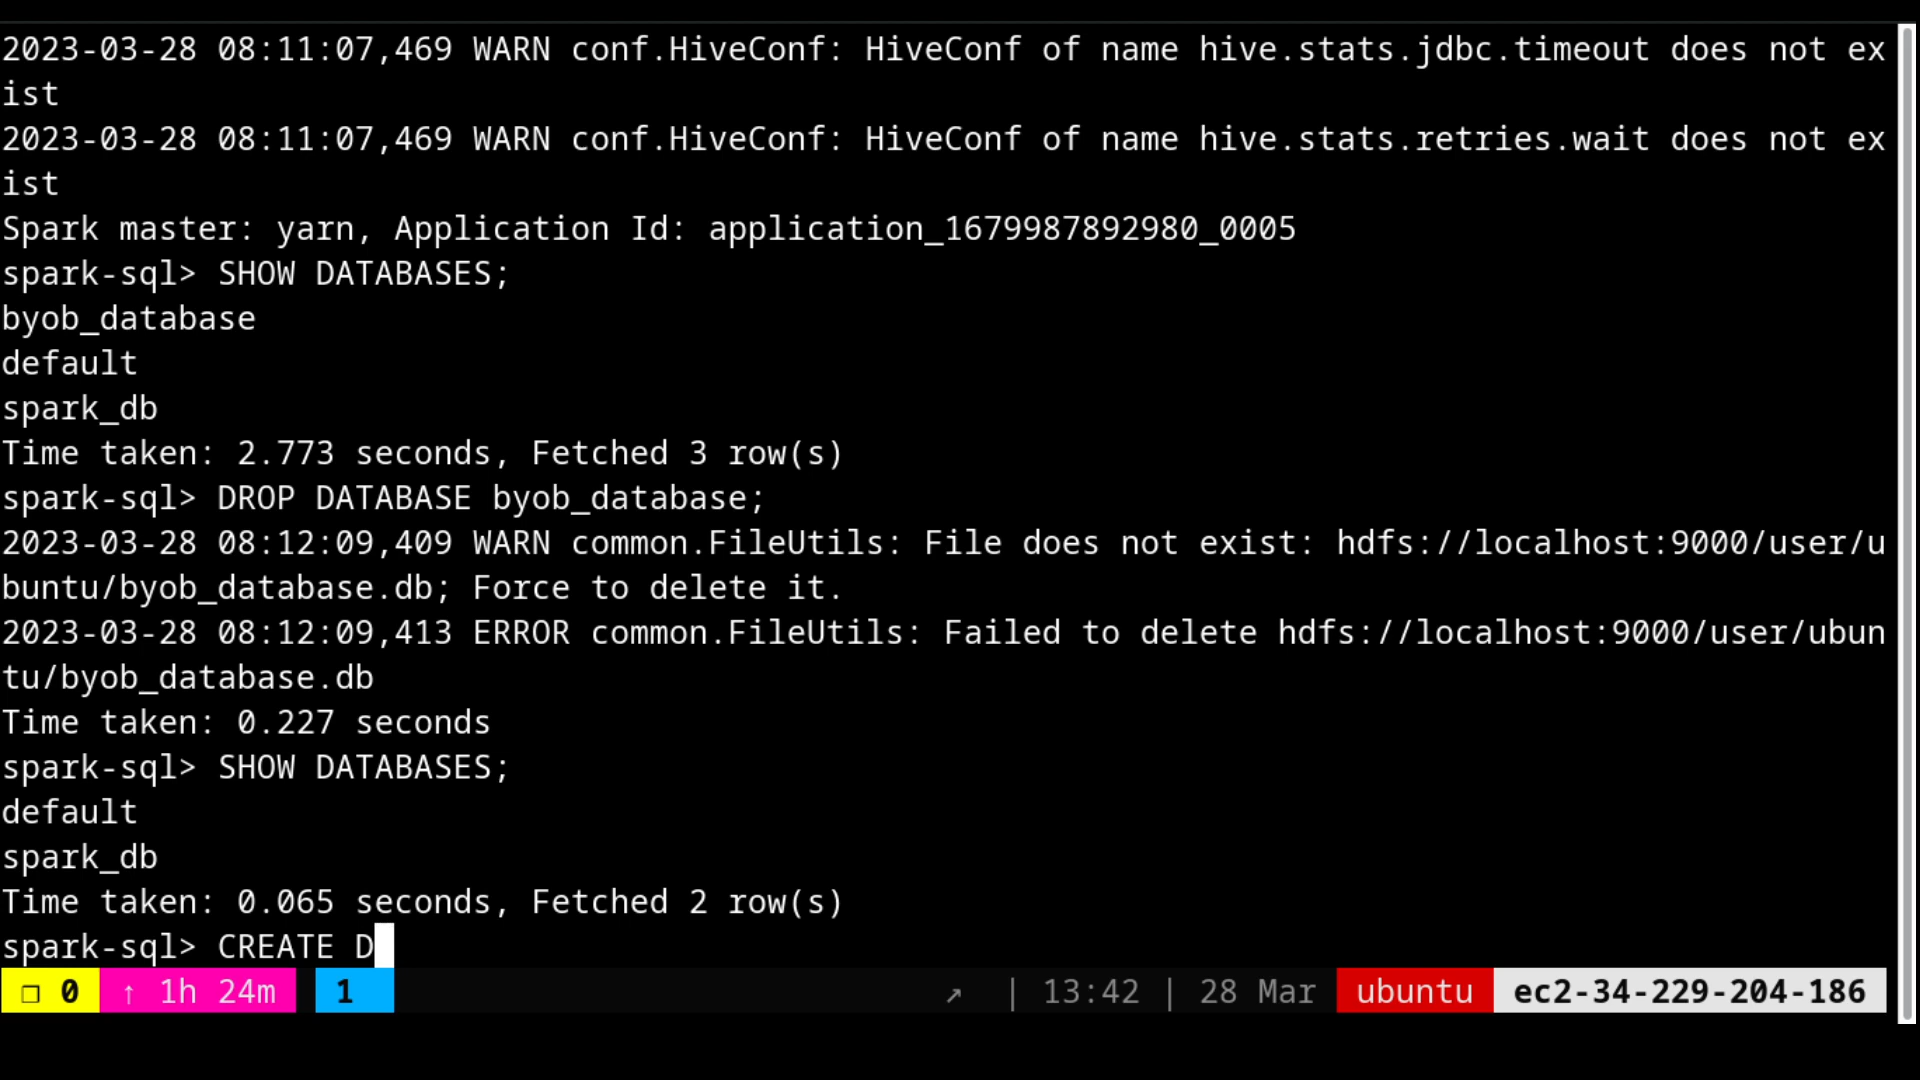 2023-03-28 08:11:07,469 WARN conf.HiveConf: HiveConf of name hive.stats.jdbc.timeout does not ex
ist
2023-03-28 08:11:07,469 WARN conf.HiveConf: HiveConf of name hive.stats.retries.wait does not ex
ist
Spark master: yarn, Application Id: application_1679987892980_0005
spark-sql> SHOW DATABASES;
byob_database
default
spark_db
Time taken: 2.773 seconds, Fetched 3 row(s)
spark-sql> DROP DATABASE byob_database;
2023-03-28 08:12:09,409 WARN common.FileUtils: File does not exist: hdfs://localhost:9000/user/u
buntu/byob_database.db; Force to delete it.
2023-03-28 08:12:09,413 ERROR common.FileUtils: Failed to delete hdfs://localhost:9000/user/ubun
tu/byob_database.db
Time taken: 0.227 seconds
spark-sql> SHOW DATABASES;
default
spark_db
Time taken: 0.065 seconds, Fetched 2 row(s)
spark-sql> CREATE D
❐ 0 ↑ 1h 24m 1 ↗ | 13:42 | 28 Mar ubuntu ec2-34-229-204-186